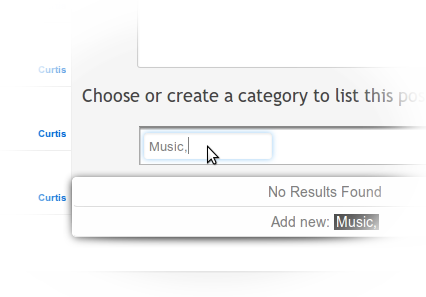 Curtis
Choose or create a category to list this pos
Curtis
Music,
Curtis
No Results Found
Add new: Music,